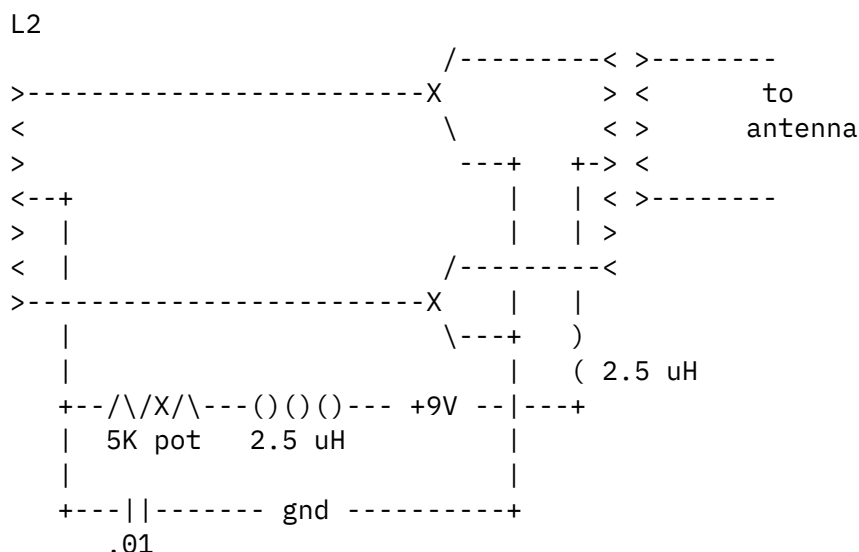 L2
/---------< >--------
>-------------------------X > < to
< \ < > antenna
> ---+ +-> <
<--+ | | < >--------
> | | | >
< | /---------<
>-------------------------X | |
| \---+ )
| | ( 2.5 uH
+--/\/X/\---()()()--- +9V --|---+
| 5K pot 2.5 uH |
| |
+---||------- gnd ----------+
.01